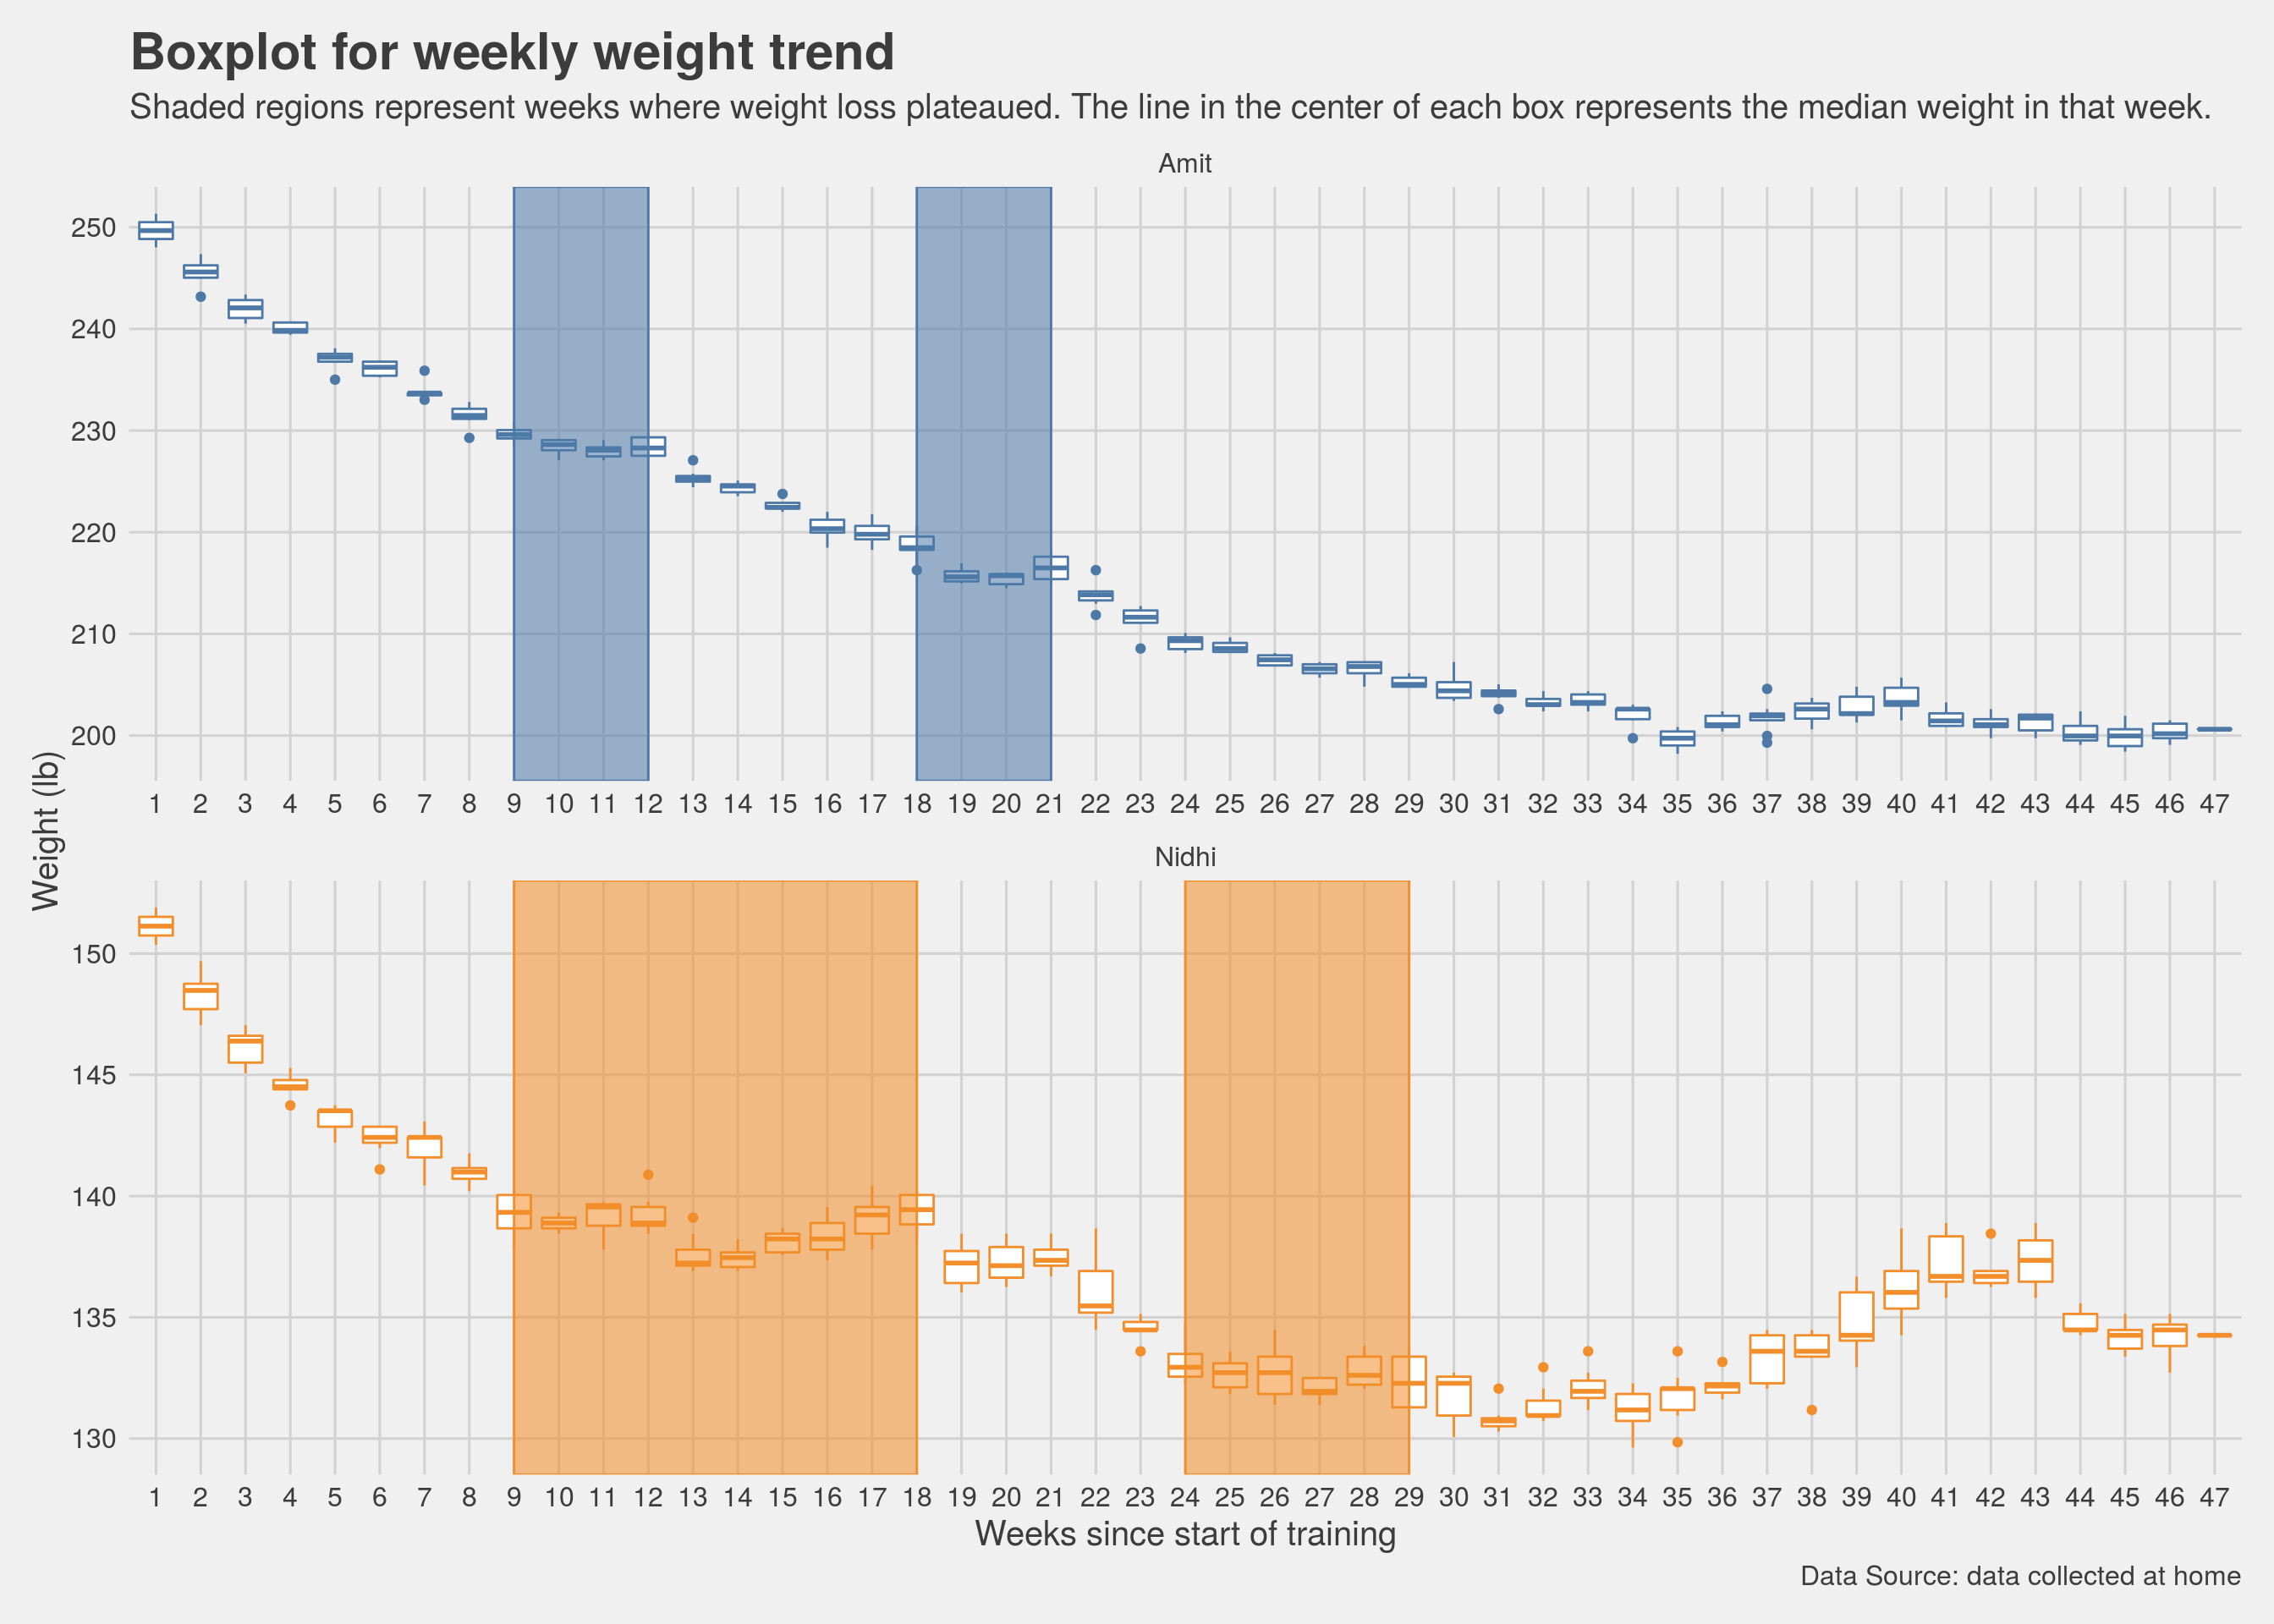 Boxplot for weekly weight trend
Shaded regions represent weeks where weight loss plateaued. The line in the center of each box represents the median weight in that week.
Amit
250
240
230
220
210
200
1 2 3 4 5 6 7 8 9 10 11 12 13 14 15 16 17 18 19 20 21 22 23 24 25 26 27 28 29 30 31 32 33 34 35 36 37 38 39 40 41 42 43 44 45 46 47
Weight (lb)
Nidhi
150
145
140
135
130
1 2 3 4 5 6 7 8 9 10 11 12 13 14 15 16 17 18 19 20 21 22 23 24 25 26 27 28 29 30 31 32 33 34 35 36 37 38 39 40 41 42 43 44 45 46 47
Weeks since start of training
Data Source: data collected at home